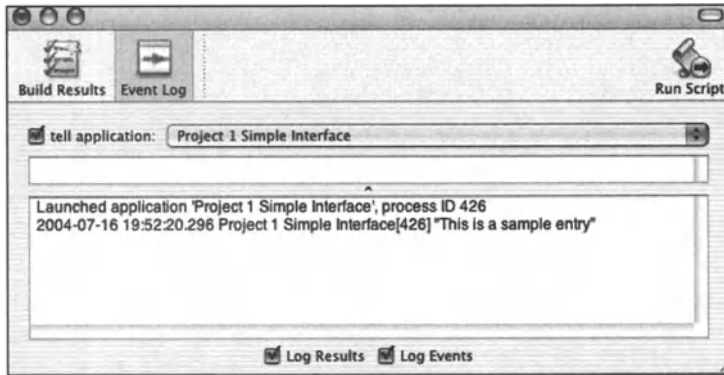 Build Results Event Log Run Script
tell application: Project 1 Simple Interface
Launched application 'Project 1 Simple Interface', process ID 426
2004-07-16 19:52:20.296 Project 1 Simple Interface[426] "This is a sample entry"
Log Results Log Events